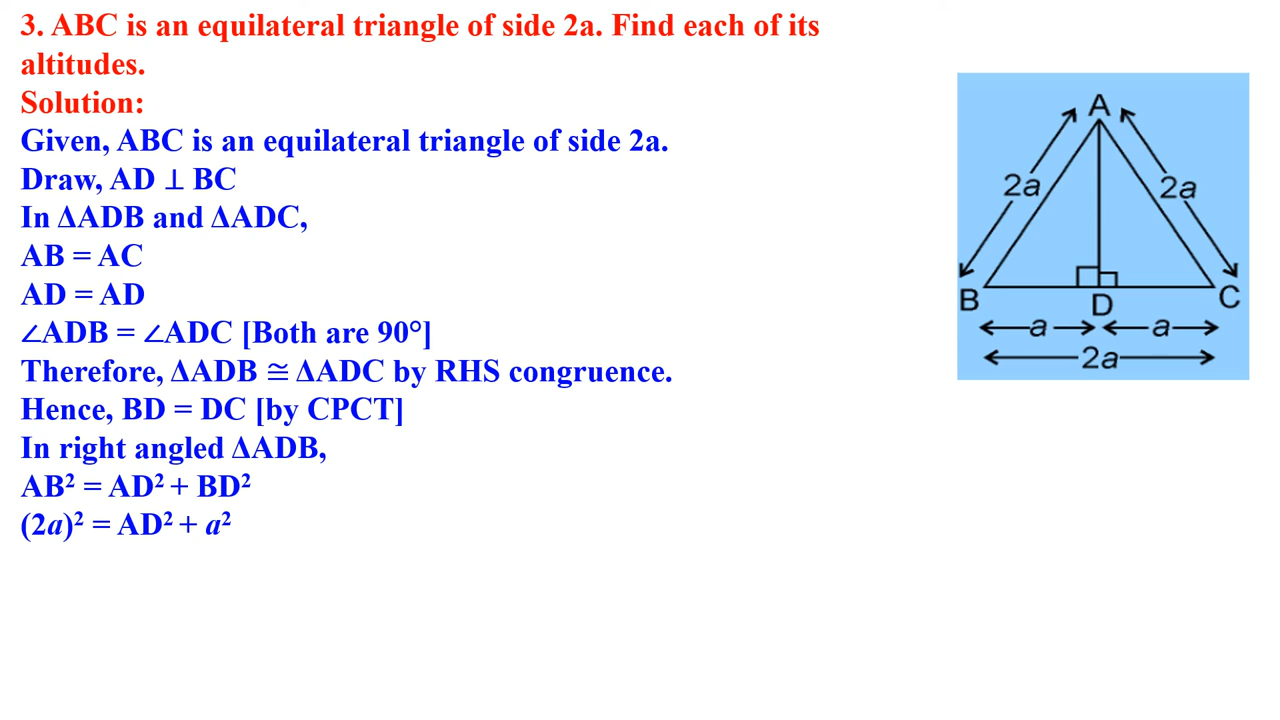 3. ABC is an equilateral triangle of side 2a. Find each of its
altitudes.
Solution:
Given, ABC is an equilateral triangle of side 2a.
Draw, AD ⊥ BC
In ΔADB and ΔADC,
AB = AC
AD = AD
∠ADB = ∠ADC [Both are 90°]
Therefore, ΔADB ≅ ΔADC by RHS congruence.
Hence, BD = DC [by CPCT]
In right angled ΔADB,
AB² = AD² + BD²
(2a)² = AD² + a²
A
2a 2a
B D C
a a
2a